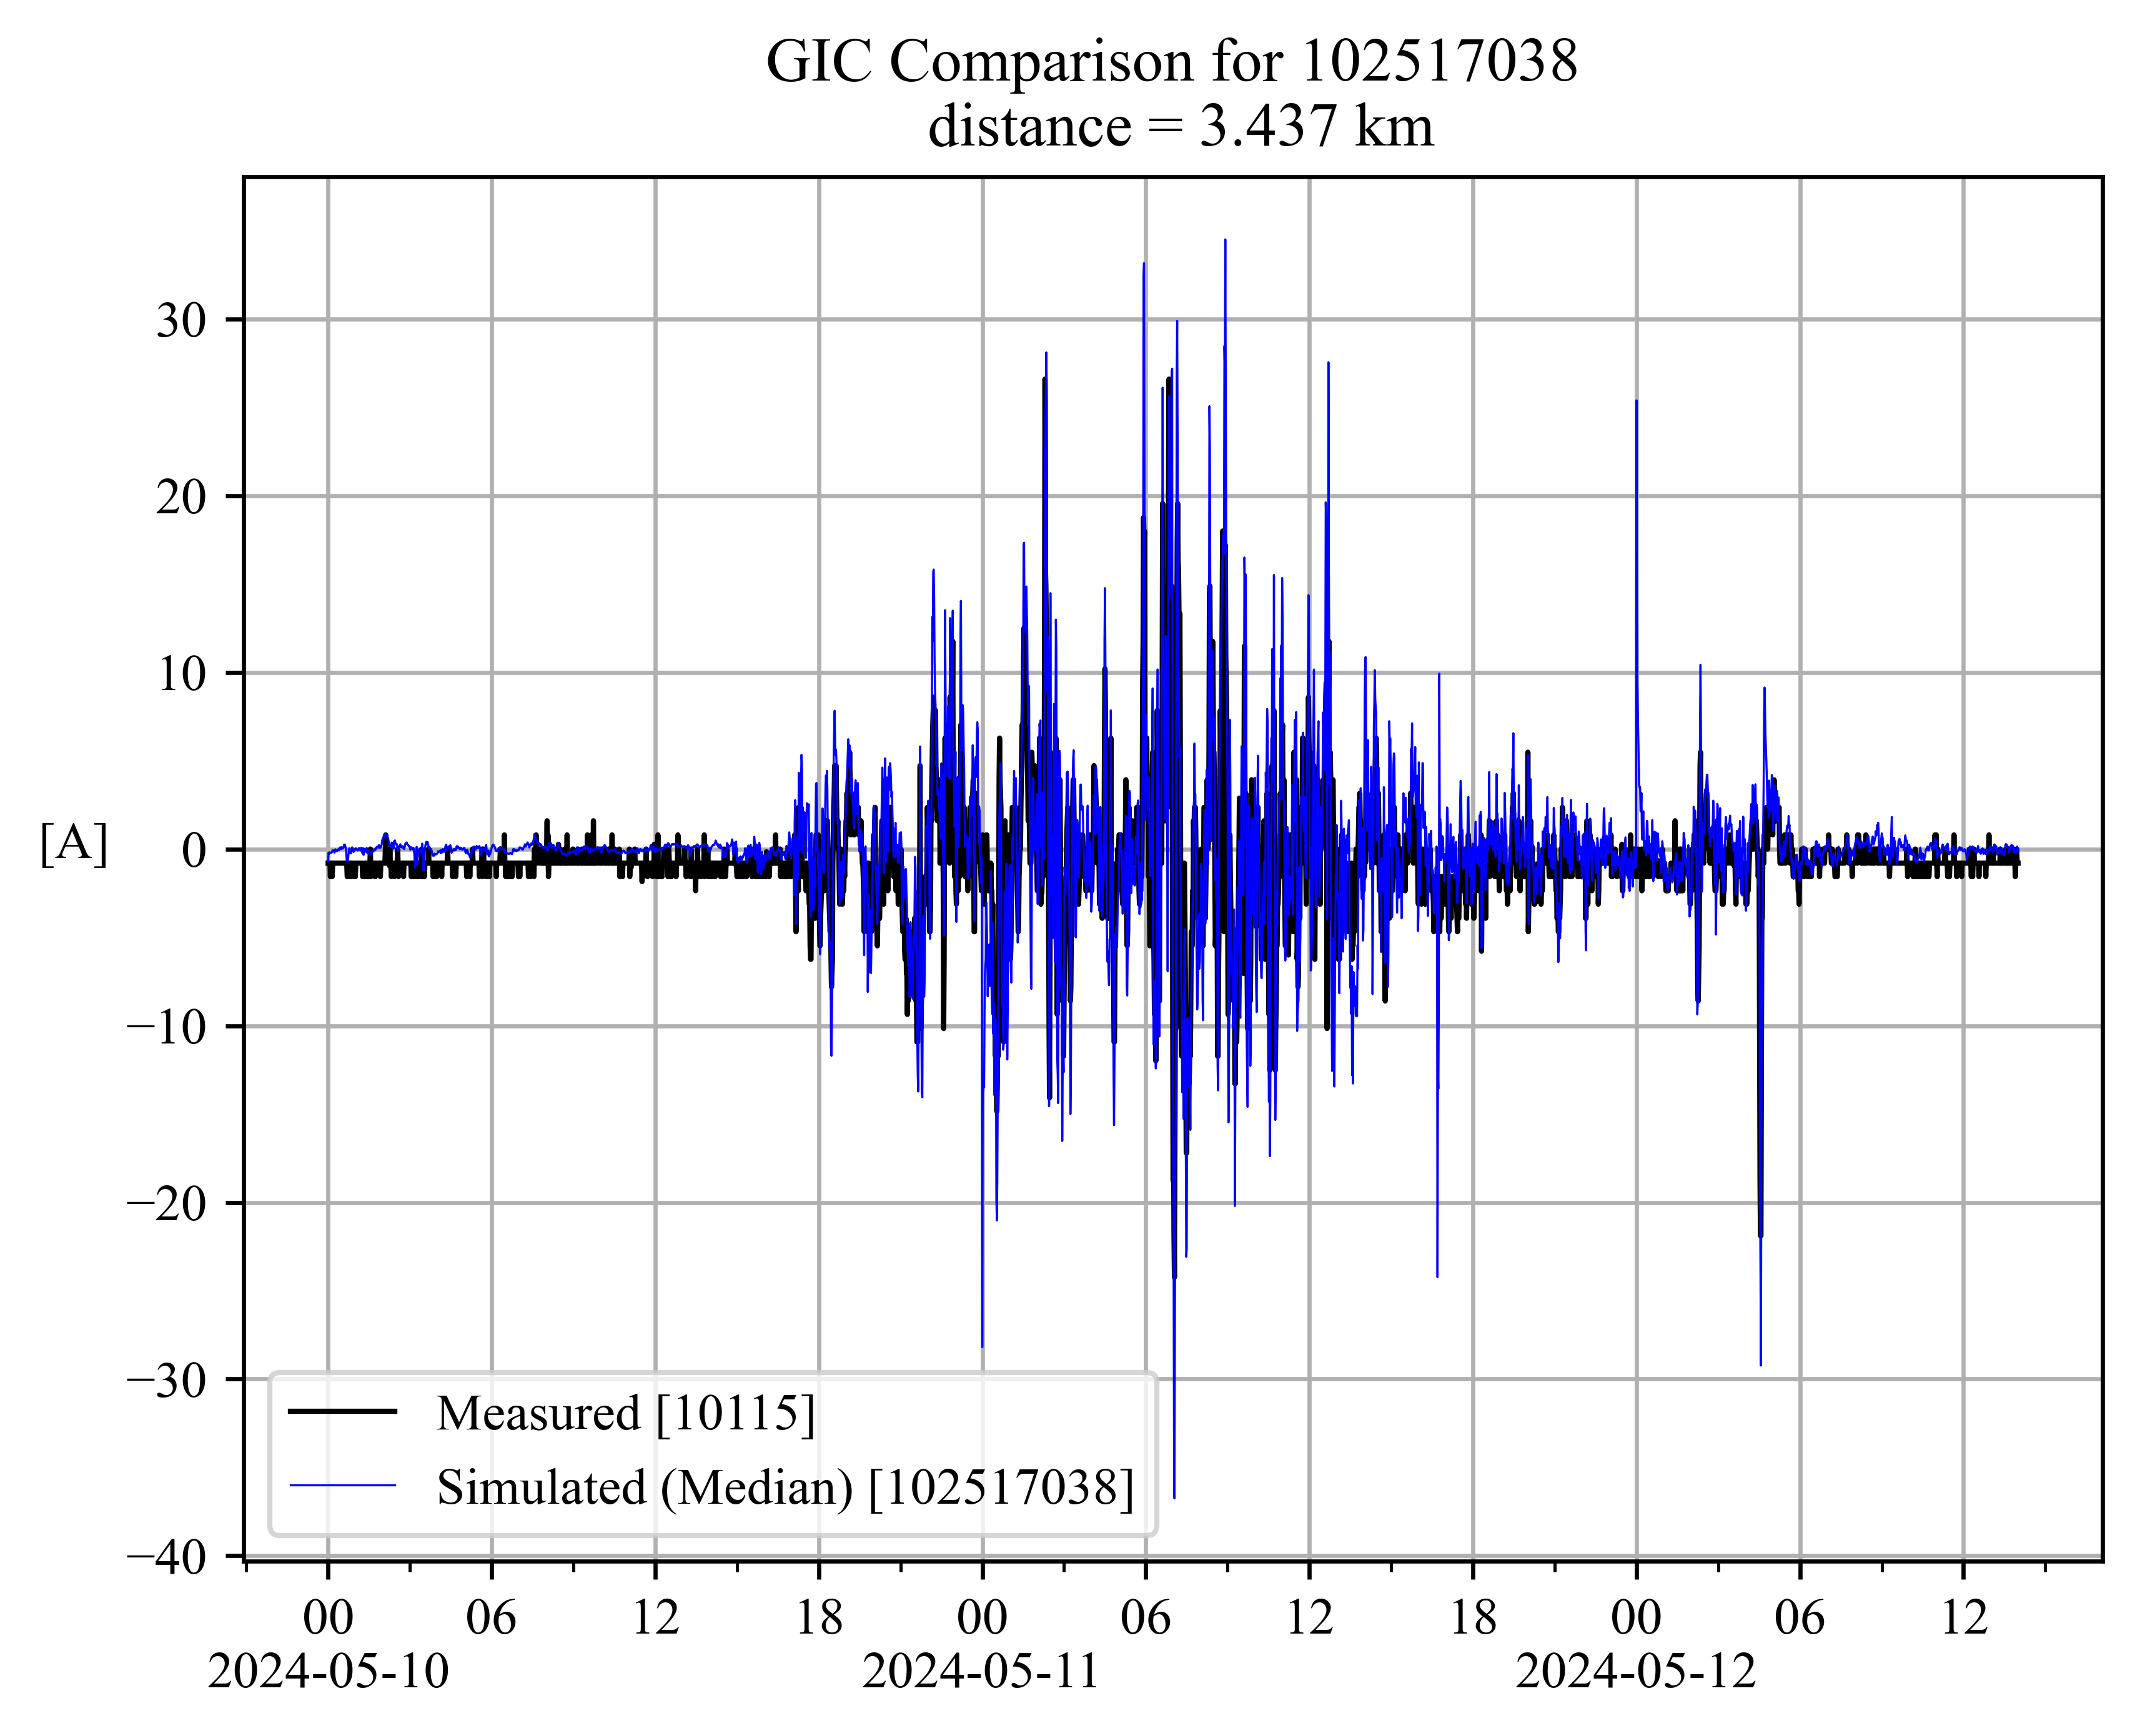 GIC Comparison for 102517038
distance = 3.437 km
30
20
10
[A]
0
−10
−20
−30
−40
Measured [10115]
Simulated (Median) [102517038]
00 06 12 18 00 06 12 18 00 06 12
2024-05-10 2024-05-11 2024-05-12